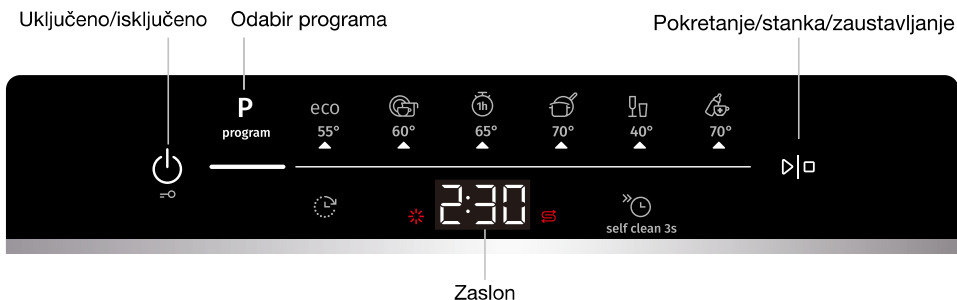 Uključeno/isključeno
Odabir programa
Pokretanje/stanka/zaustavljanje
P
program
eco
1h
55°
60°
65°
70°
40°
70°
2:30
self clean 3s
Zaslon